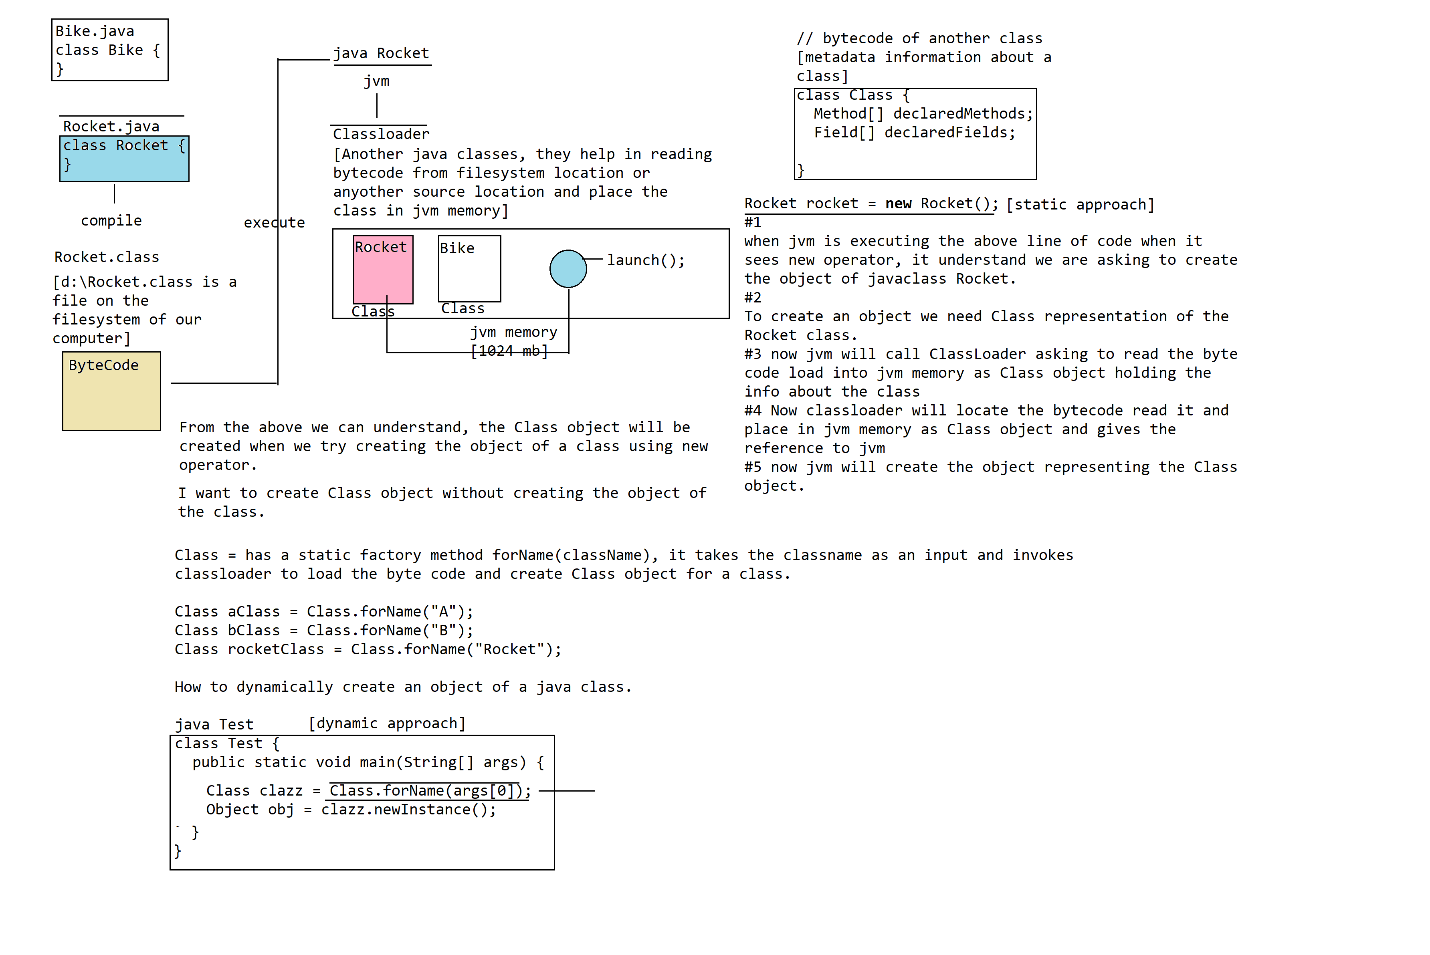 Bike.java
class Bike {
}
Rocket.java
class Rocket {
}
compile
Rocket.class
[d:\Rocket.class is a
file on the
filesystem of our
computer]
ByteCode
execute
java Rocket
jvm
Classloader
[Another java classes, they help in reading
bytecode from filesystem location or
anyother source location and place the
class in jvm memory]
Rocket
Class
Bike
Class
launch();
jvm memory
[1024 mb]
// bytecode of another class
[metadata information about a
class]
class Class {
Method[] declaredMethods;
Field[] declaredFields;
}
Rocket rocket = new Rocket(); [static approach]
#1
when jvm is executing the above line of code when it
sees new operator, it understand we are asking to create
the object of javaclass Rocket.
#2
To create an object we need Class representation of the
Rocket class.
#3 now jvm will call ClassLoader asking to read the byte
code load into jvm memory as Class object holding the
info about the class
#4 Now classloader will locate the bytecode read it and
place in jvm memory as Class object and gives the
reference to jvm
#5 now jvm will create the object representing the Class
object.
From the above we can understand, the Class object will be
created when we try creating the object of a class using new
operator.
I want to create Class object without creating the object of
the class.
Class = has a static factory method forName(className), it takes the classname as an input and invokes
classloader to load the byte code and create Class object for a class.
Class aClass = Class.forName("A");
Class bClass = Class.forName("B");
Class rocketClass = Class.forName("Rocket");
How to dynamically create an object of a java class.
java Test [dynamic approach]
class Test {
public static void main(String[] args) {
Class clazz = Class.forName(args[0]);
Object obj = clazz.newInstance();
}
}